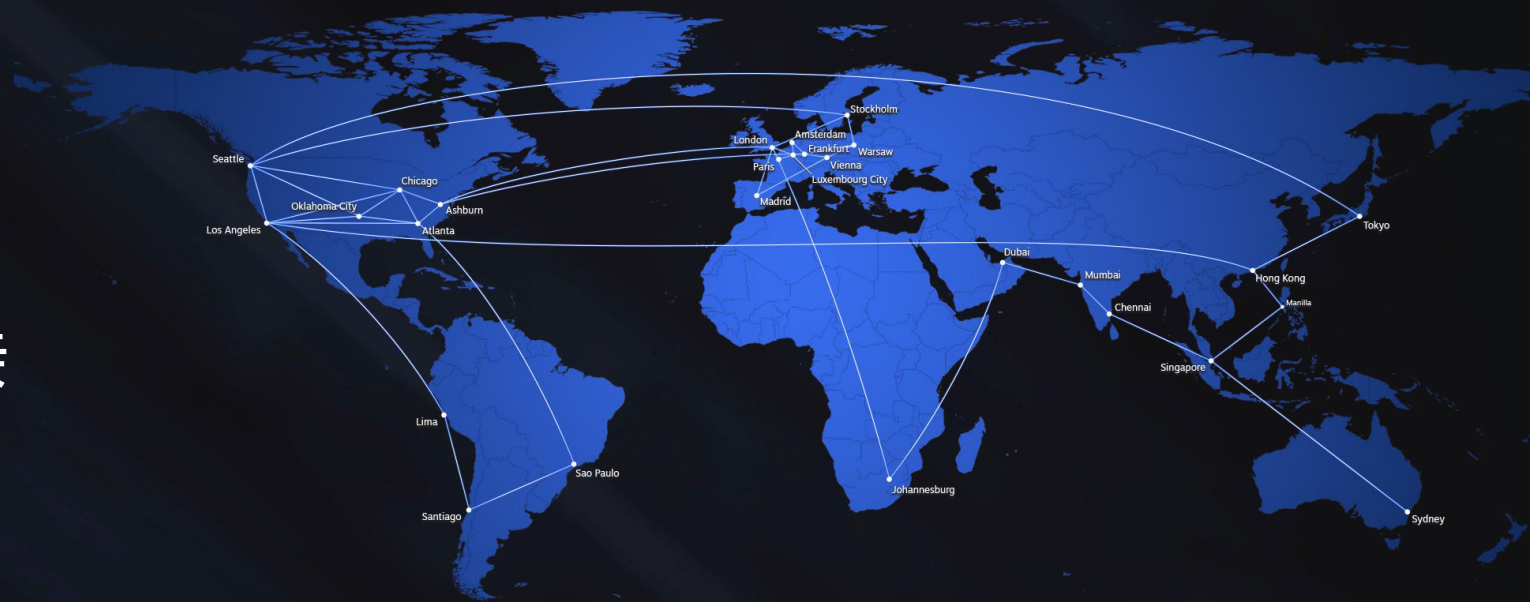 Stockholm
Amsterdam
London
Frankfurt
Warsaw
Seattle
Paris
Vienna
Luxembourg City
Chicago
Madrid
Oklahoma City
Ashburn
Los Angeles
Atlanta
Tokyo
Dubai
Mumbai
Hong Kong
Manilla
Chennai
Singapore
Lima
Sao Paulo
Johannesburg
Santiago
Sydney